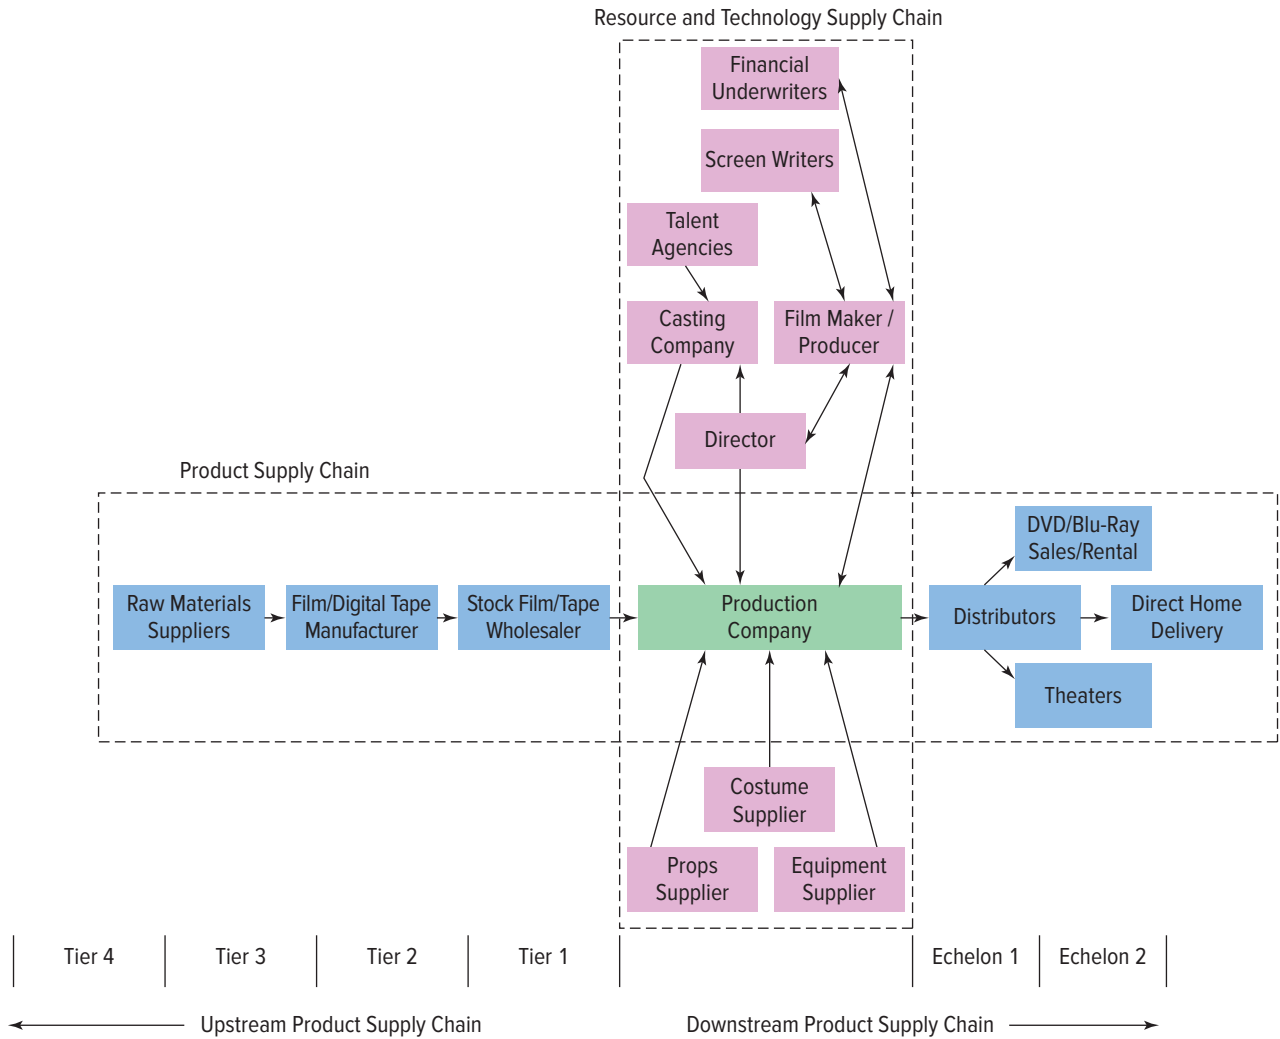 Resource and Technology Supply Chain
Financial
Underwriters
Screen Writers
Talent
Agencies
Casting
Company
Film Maker /
Producer
Director
Product Supply Chain
Raw Materials
Suppliers
Film/Digital Tape
Manufacturer
Stock Film/Tape
Wholesaler
Production
Company
Distributors
DVD/Blu-Ray
Sales/Rental
Direct Home
Delivery
Theaters
Costume
Supplier
Props
Supplier
Equipment
Supplier
Tier 4
Tier 3
Tier 2
Tier 1
Echelon 1
Echelon 2
Upstream Product Supply Chain
Downstream Product Supply Chain